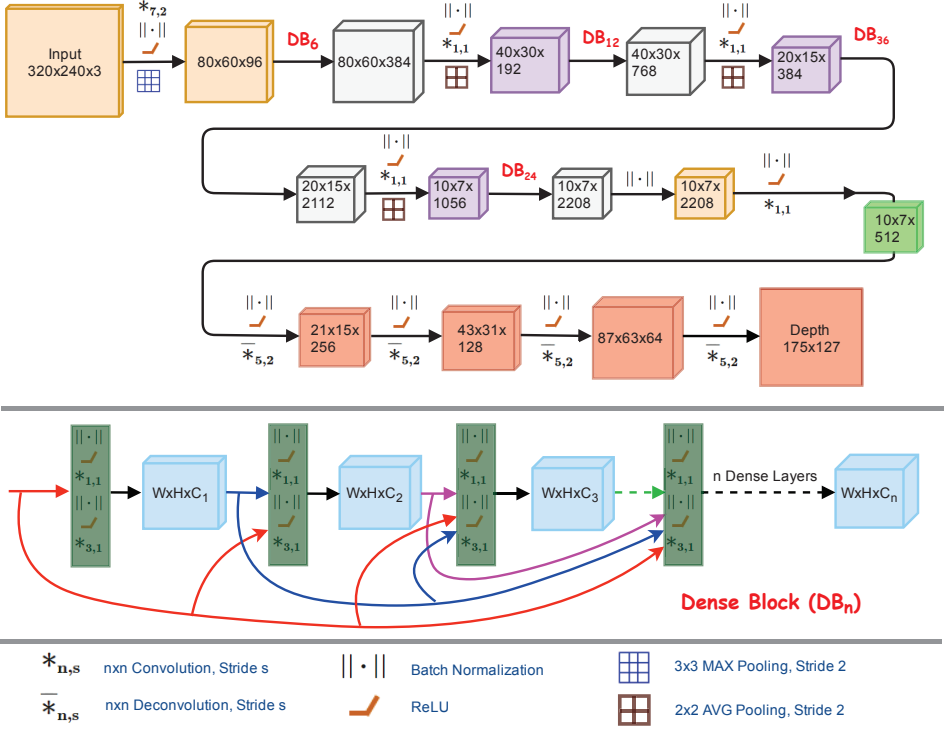 *7,2
||·||
Input
320x240x3
80x60x96
DB6
80x60x384
||·||
*1,1
40x30x
192
DB12
40x30x
768
||·||
*1,1
20x15x
384
DB36
20x15x
2112
||·||
*1,1
10x7x
1056
DB24
10x7x
2208
||·||
10x7x
2208
||·||
*1,1
10x7x
512
||·||
‾*5,2
21x15x
256
||·||
‾*5,2
43x31x
128
||·||
‾*5,2
87x63x64
||·||
‾*5,2
Depth
175x127
||·||
*1,1
||·||
*3,1
WxHxC1
||·||
*1,1
||·||
*3,1
WxHxC2
||·||
*1,1
||·||
*3,1
WxHxC3
||·||
*1,1
||·||
*3,1
n Dense Layers
WxHxCn
Dense Block (DBn)
*n,s nxn Convolution, Stride s
||·|| Batch Normalization
3x3 MAX Pooling, Stride 2
‾*n,s nxn Deconvolution, Stride s
ReLU
2x2 AVG Pooling, Stride 2